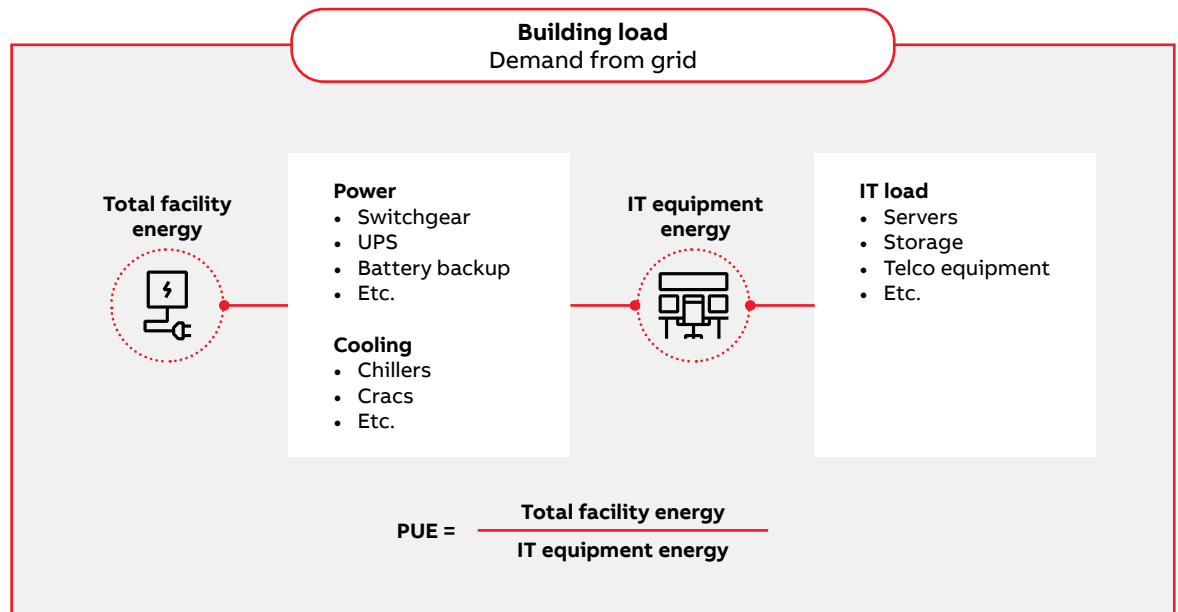 Building load
Demand from grid
Total facility
energy
Power
• Switchgear
• UPS
• Battery backup
• Etc.
Cooling
• Chillers
• Cracs
• Etc.
IT equipment
energy
IT load
• Servers
• Storage
• Telco equipment
• Etc.
PUE =
Total facility energy
IT equipment energy